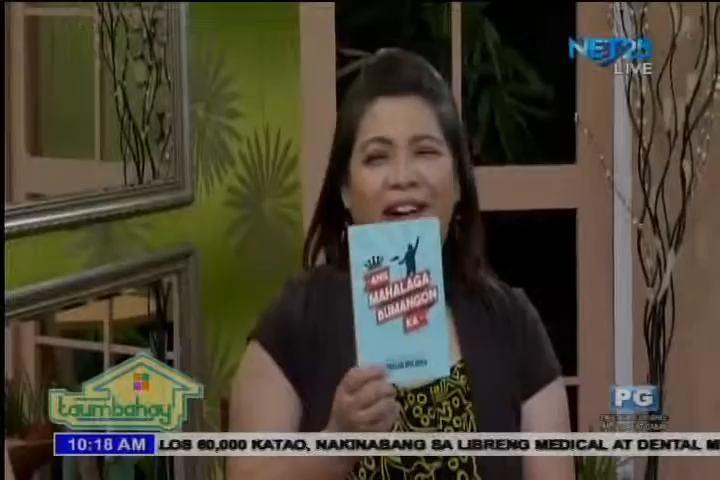 NET25
LIVE
ANG
MAHALAGA
BUMANGON
KA
PG
taumbahay
10:18 AM
LOS 60,000 KATAO, NAKINABANG SA LIBRENG MEDICAL AT DENTAL M